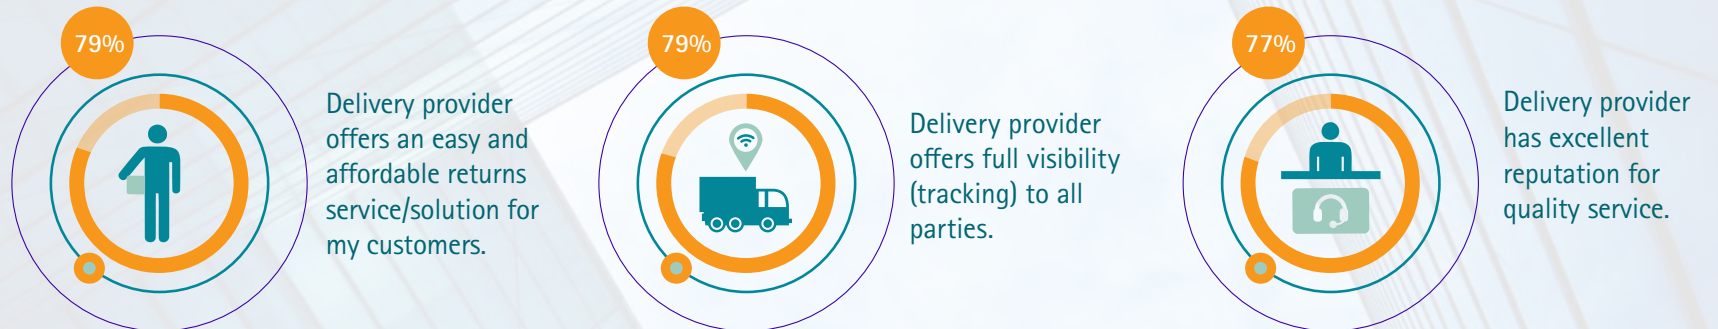 79%
Delivery provider
offers an easy and
affordable returns
service/solution for
my customers.
79%
Delivery provider
offers full visibility
(tracking) to all
parties.
77%
Delivery provider
has excellent
reputation for
quality service.